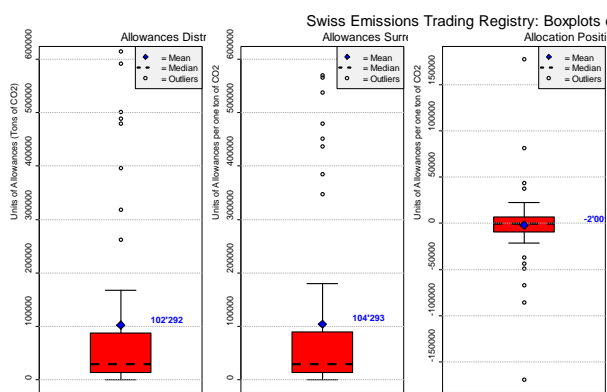 Swiss Emissions Trading Registry: Boxplots
Allowances Distr
Units of Allowances (Tons of CO2)
600000
500000
400000
300000
200000
100000
0
= Mean
= Median
= Outliers
102'292
Allowances Surre
Units of Allowances per one ton of CO2
600000
500000
400000
300000
200000
100000
0
= Mean
= Median
= Outliers
104'293
Allocation Positi
Units of Allowances per one ton of CO2
150000
100000
50000
0
-50000
-100000
-150000
= Mean
= Median
= Outliers
-2'00